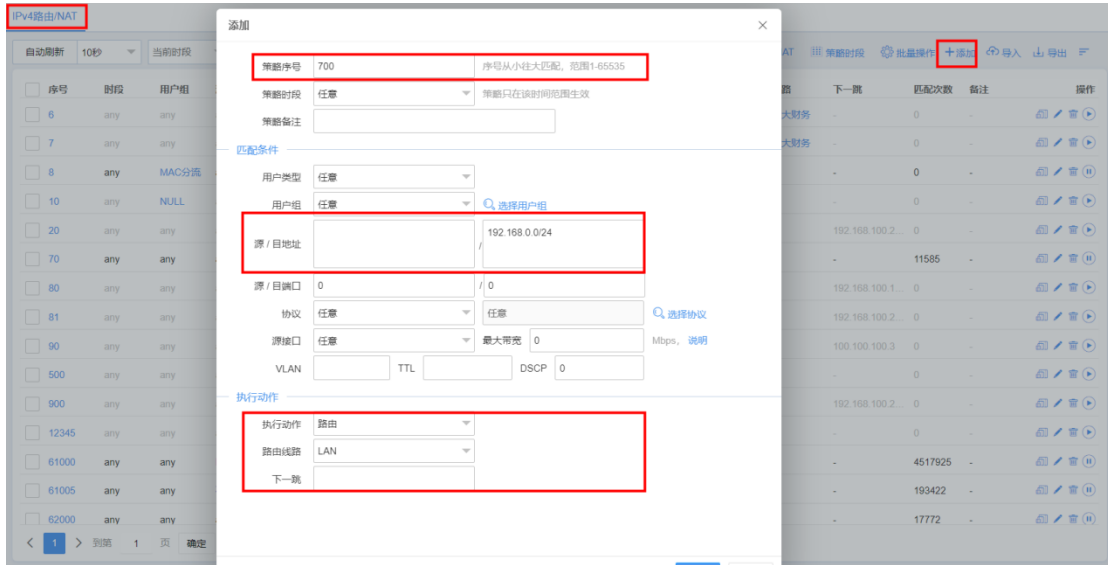 IPv4路由/NAT
自动刷新 10秒 当前时段
AT 策略时段 批量操作 添加 导入 导出
序号 时段 用户组 路 下一跳 匹配次数 备注 操作
6 any any 大财务 - 0 -
7 any any 大财务 - 0 -
8 any MAC分流 - 0 -
10 any NULL - 0 -
20 any any 192.168.100.2... 0 -
70 any any - 11585 -
80 any any 192.168.100.1... 0 -
81 any any 192.168.100.2... 0 -
90 any any 100.100.100.3 0 -
500 any any - 0 -
900 any any 192.168.100.2... 0 -
12345 any any - 0 -
61000 any any - 4517925 -
61005 any any - 193422 -
62000 any any - 17772 -
1 到第 1 页 确定
添加
策略序号 700 序号从小往大匹配，范围1-65535
策略时段 任意 策略只在该时间范围生效
策略备注
匹配条件
用户类型 任意
用户组 任意 选择用户组
源 / 目地址 / 192.168.0.0/24
源 / 目端口 0 / 0
协议 任意 任意 选择协议
源接口 任意 最大带宽 0 Mbps，说明
VLAN TTL DSCP 0
执行动作
执行动作 路由
路由线路 LAN
下一跳